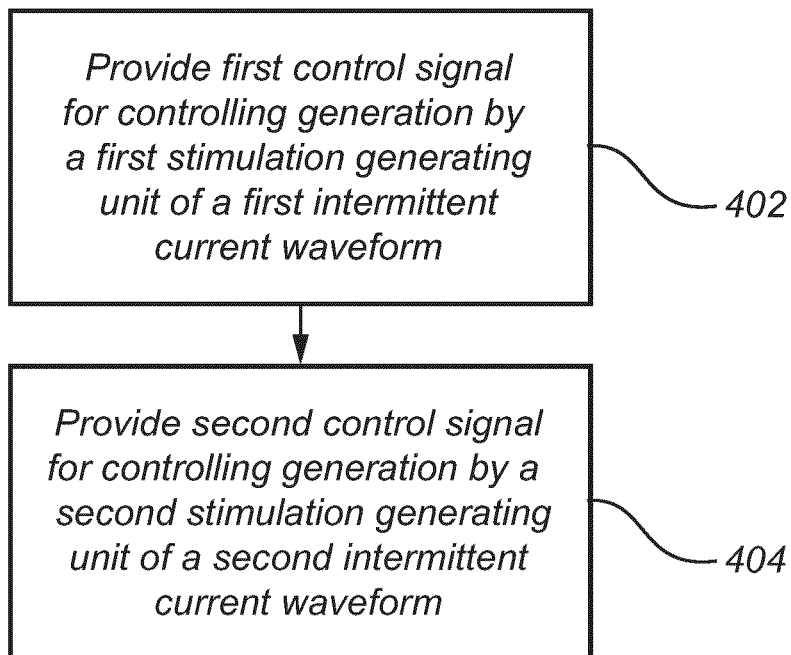 Provide first control signal
for controlling generation by
a first stimulation generating
unit of a first intermittent
current waveform
402
Provide second control signal
for controlling generation by a
second stimulation generating
unit of a second intermittent
current waveform
404